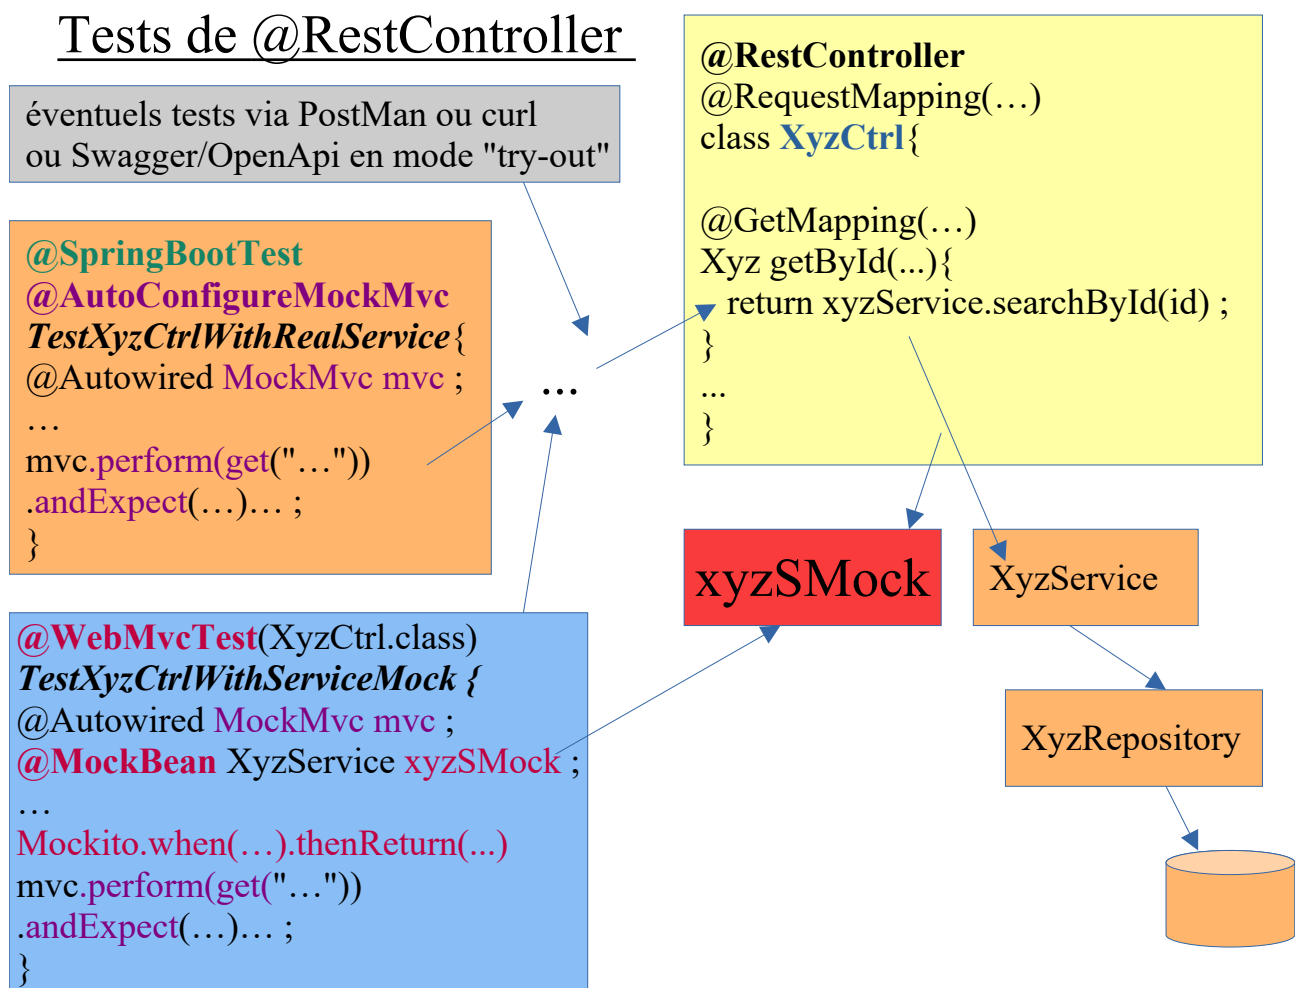 Tests de @RestController
éventuels tests via PostMan ou curl
ou Swagger/OpenApi en mode "try-out"
@SpringBootTest
@AutoConfigureMockMvc
TestXyzCtrlWithRealService{
@Autowired MockMvc mvc ;
…
mvc.perform(get("…"))
.andExpect(…)… ;
}
@WebMvcTest(XyzCtrl.class)
TestXyzCtrlWithServiceMock {
@Autowired MockMvc mvc ;
@MockBean XyzService xyzSMock ;
…
Mockito.when(…).thenReturn(...)
mvc.perform(get("…"))
.andExpect(…)… ;
}
...
@RestController
@RequestMapping(…)
class XyzCtrl{
@GetMapping(…)
Xyz getById(...){
return xyzService.searchById(id) ;
}
...
}
xyzSMock
XyzService
XyzRepository